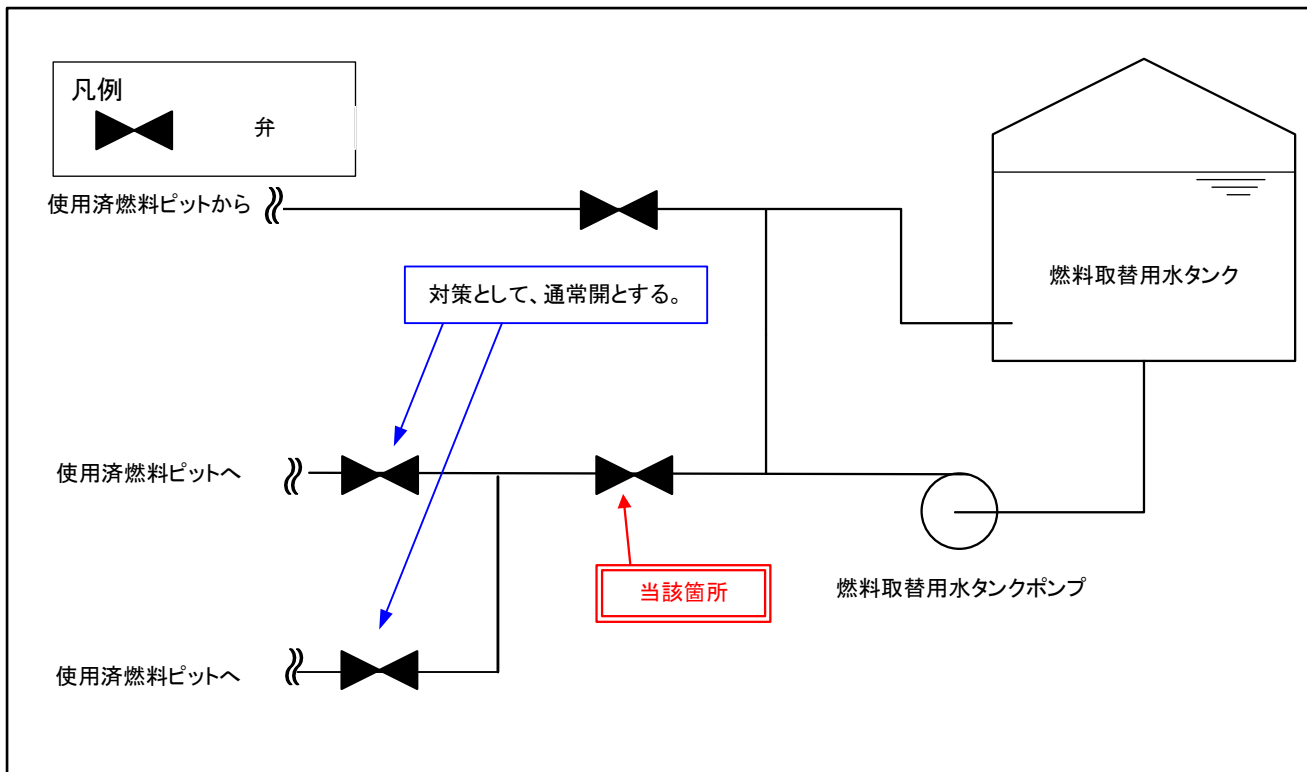 凡例
弁
使用済燃料ピットから
対策として、通常開とする。
燃料取替用水タンク
使用済燃料ピットへ
当該箇所
燃料取替用水タンクポンプ
使用済燃料ピットへ